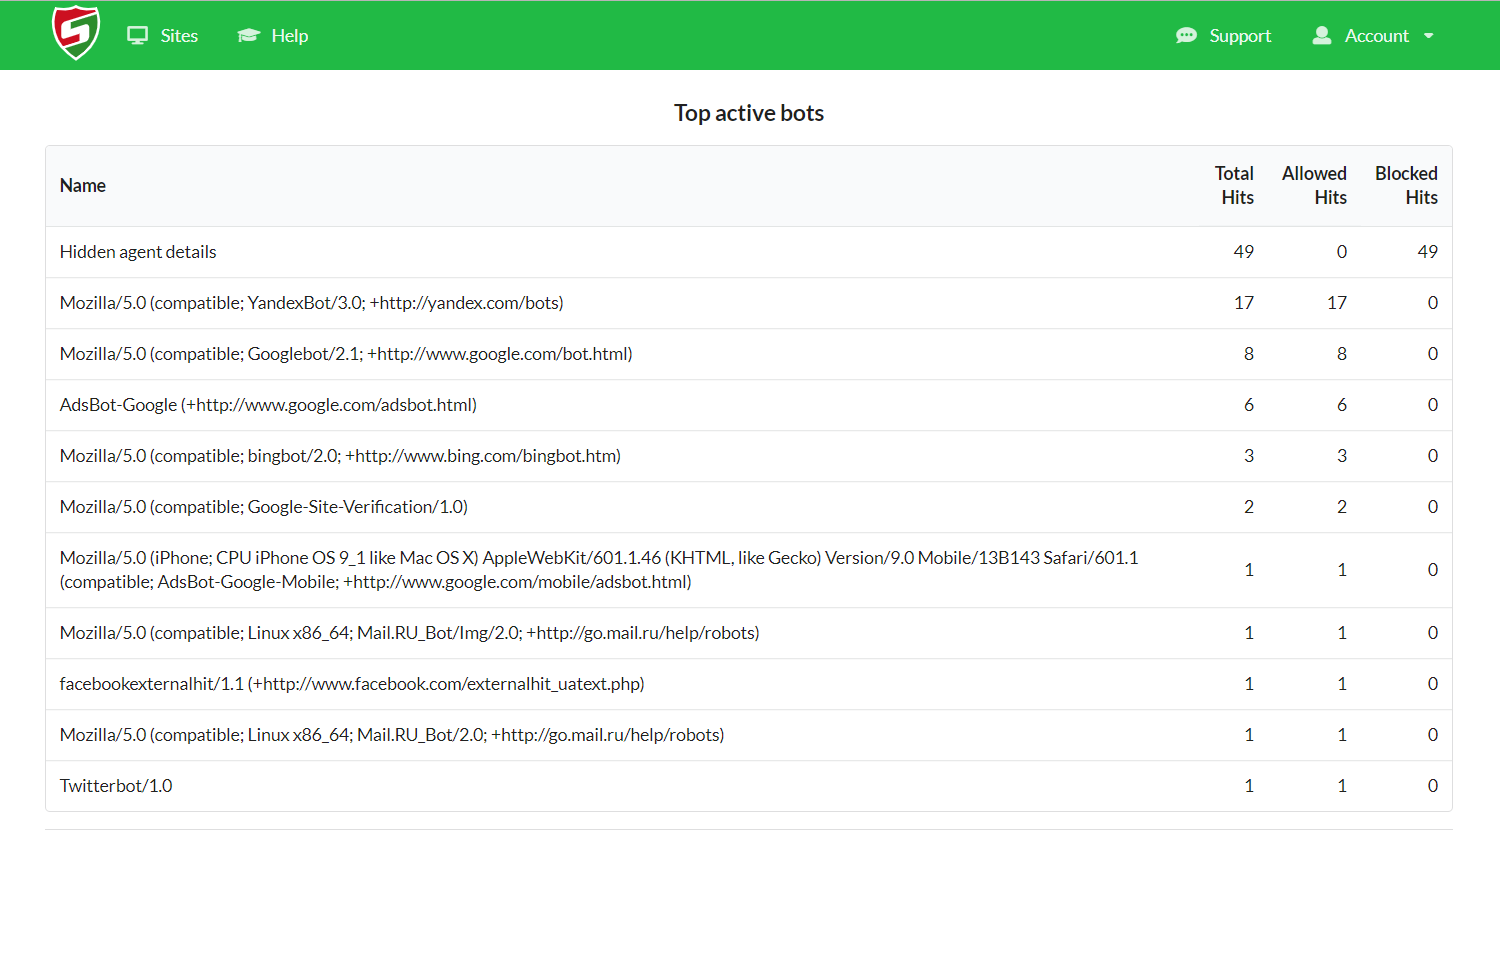 Sites Help Support Account
Top active bots
Name Total Hits Allowed Hits Blocked Hits
Hidden agent details 49 0 49
Mozilla/5.0 (compatible; YandexBot/3.0; +http://yandex.com/bots) 17 17 0
Mozilla/5.0 (compatible; Googlebot/2.1; +http://www.google.com/bot.html) 8 8 0
AdsBot-Google (+http://www.google.com/adsbot.html) 6 6 0
Mozilla/5.0 (compatible; bingbot/2.0; +http://www.bing.com/bingbot.htm) 3 3 0
Mozilla/5.0 (compatible; Google-Site-Verification/1.0) 2 2 0
Mozilla/5.0 (iPhone; CPU iPhone OS 9_1 like Mac OS X) AppleWebKit/601.1.46 (KHTML, like Gecko) Version/9.0 Mobile/13B143 Safari/601.1
(compatible; AdsBot-Google-Mobile; +http://www.google.com/mobile/adsbot.html) 1 1 0
Mozilla/5.0 (compatible; Linux x86_64; Mail.RU_Bot/Img/2.0; +http://go.mail.ru/help/robots) 1 1 0
facebookexternalhit/1.1 (+http://www.facebook.com/externalhit_uatext.php) 1 1 0
Mozilla/5.0 (compatible; Linux x86_64; Mail.RU_Bot/2.0; +http://go.mail.ru/help/robots) 1 1 0
Twitterbot/1.0 1 1 0